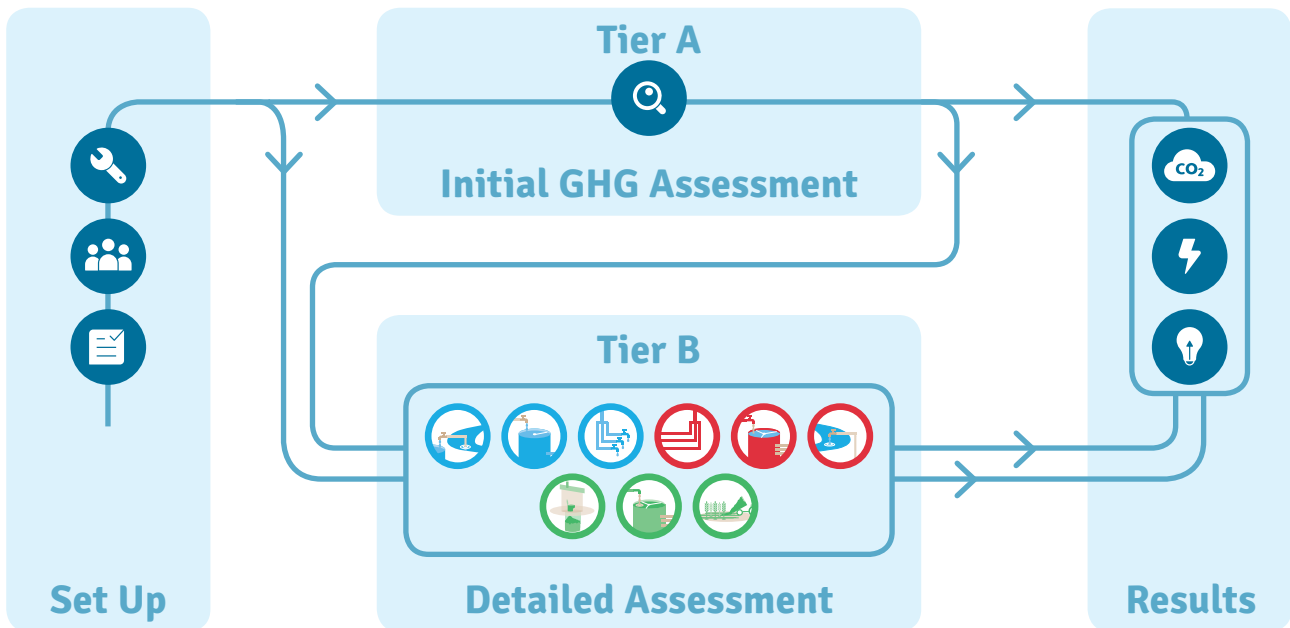 Tier A
Initial GHG Assessment
CO₂
Tier B
Set Up
Detailed Assessment
Results